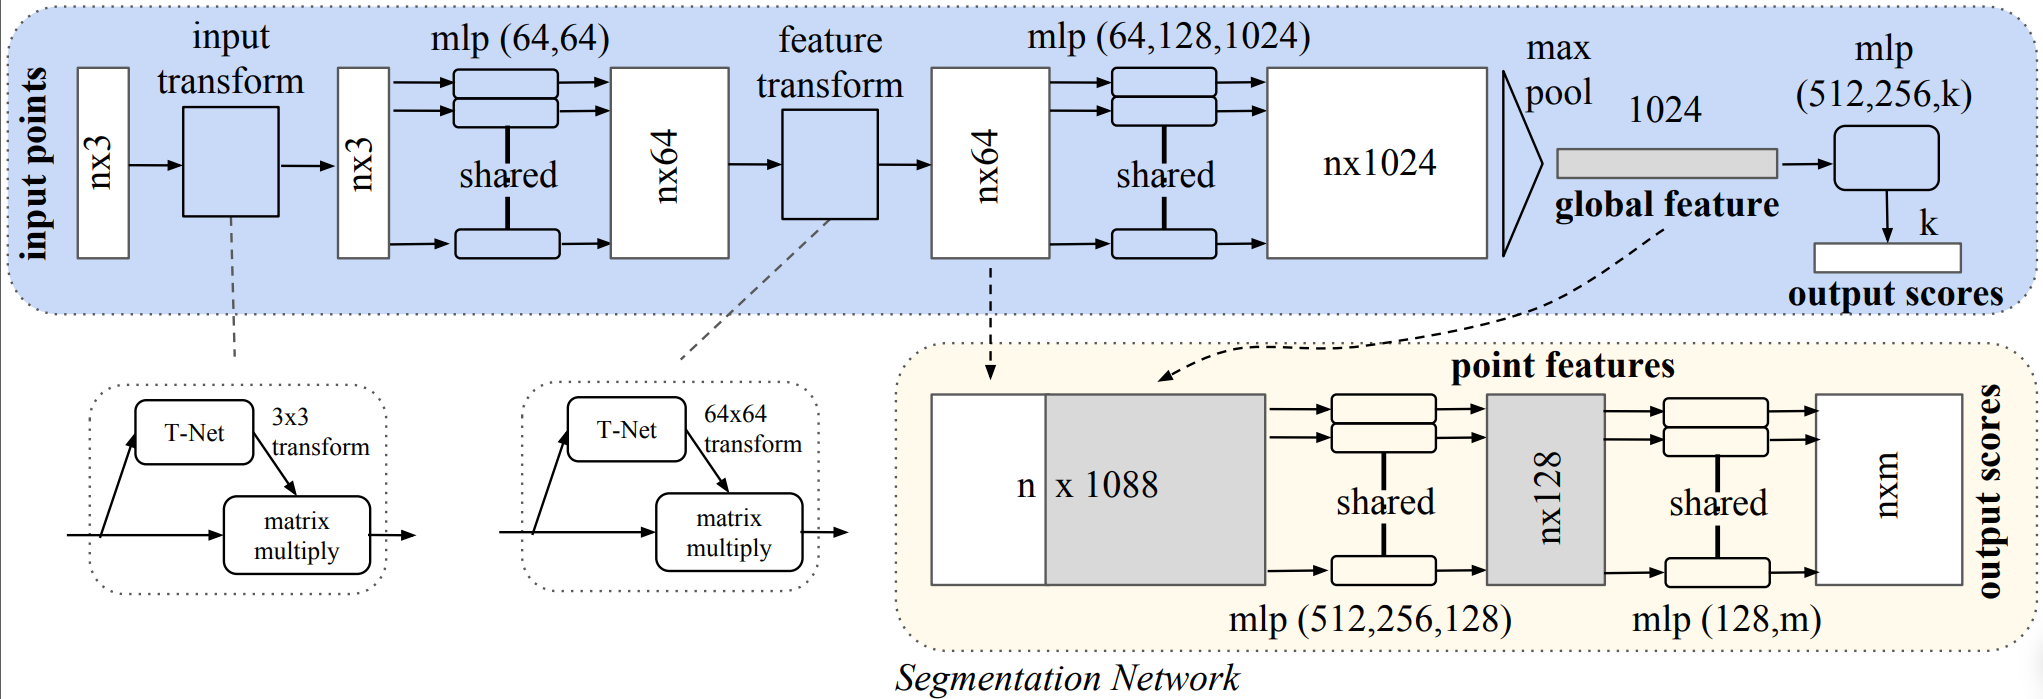 input points
nx3
input
transform
nx3
mlp (64,64)
shared
nx64
feature
transform
nx64
mlp (64,128,1024)
shared
nx1024
max
pool
1024
global feature
mlp
(512,256,k)
k
output scores
T-Net
3x3
transform
matrix
multiply
T-Net
64x64
transform
matrix
multiply
point features
n x 1088
shared
mlp (512,256,128)
nx128
shared
mlp (128,m)
nxm
output scores
Segmentation Network